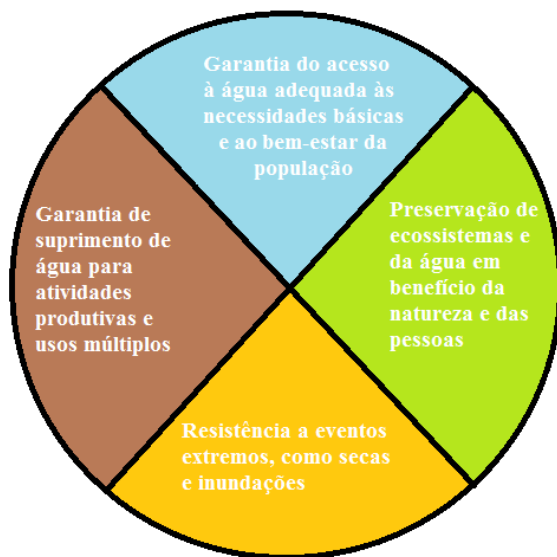 Garantia do acesso
à água adequada às
necessidades básicas
e ao bem-estar da
população
Garantia de
suprimento de
água para
atividades
produtivas e
usos múltiplos
Preservação de
ecossistemas e
da água em
benefício da
natureza e das
pessoas
Resistência a eventos
extremos, como secas
e inundações